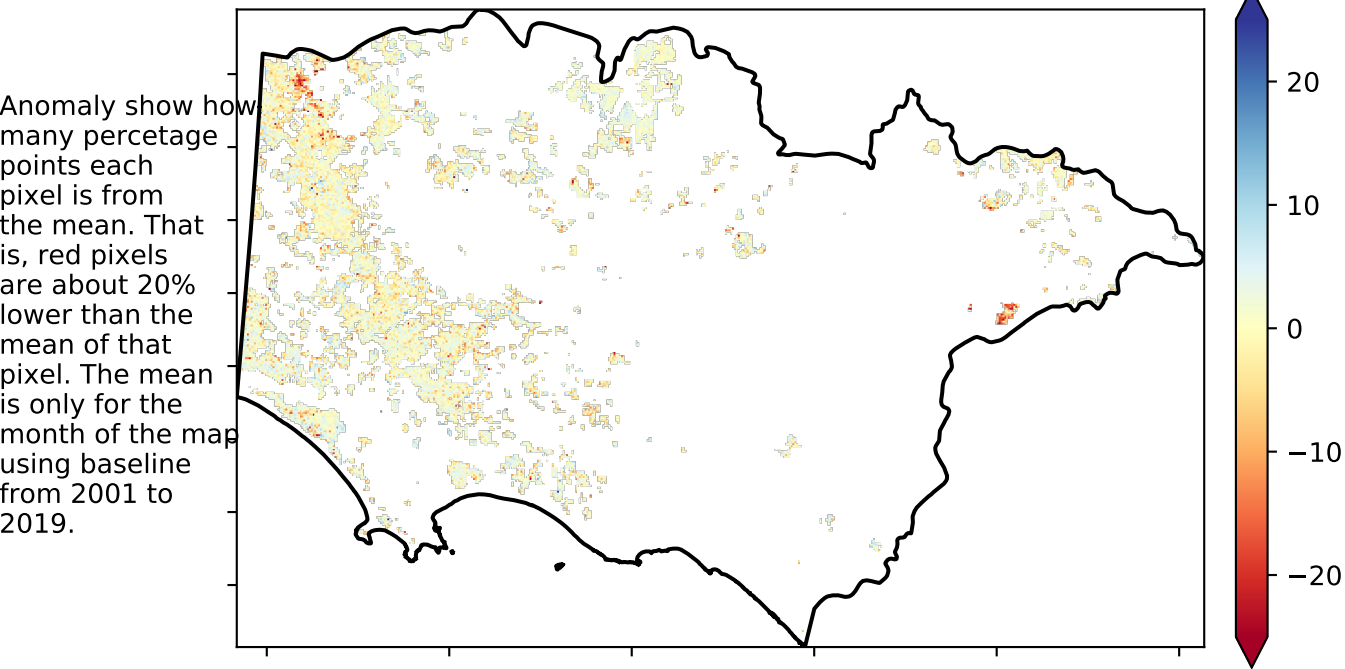 Anomaly show how
many percetage
points each
pixel is from
the mean. That
is, red pixels
are about 20%
lower than the
mean of that
pixel. The mean
is only for the
month of the map
using baseline
from 2001 to
2019.
20
10
0
−10
−20